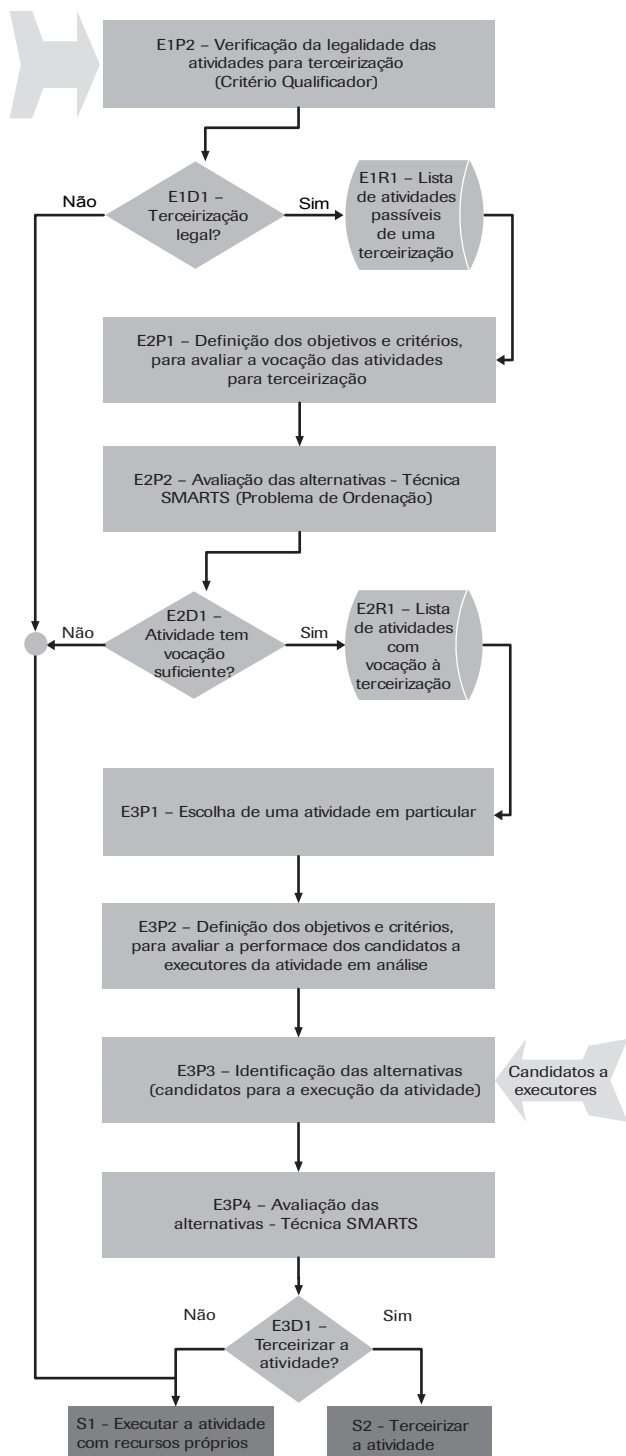 E1P2 – Verificação da legalidade das
atividades para terceirização
(Critério Qualificador)
Não
E1D1 –
Terceirização
legal?
Sim
E1R1 – Lista
de atividades
passíveis
de uma
terceirização
E2P1 – Definição dos objetivos e critérios,
para avaliar a vocação das atividades
para terceirização
E2P2 – Avaliação das alternativas - Técnica
SMARTS (Problema de Ordenação)
Não
E2D1 –
Atividade tem
vocação
suficiente?
Sim
E2R1 – Lista
de atividades
com
vocação à
terceirização
E3P1 – Escolha de uma atividade em particular
E3P2 – Definição dos objetivos e critérios,
para avaliar a performace dos candidatos a
executores da atividade em análise
E3P3 – Identificação das alternativas
(candidatos para a execução da atividade)
Candidatos a
executores
E3P4 – Avaliação das
alternativas - Técnica SMARTS
Não
E3D1 –
Terceirizar a
atividade?
Sim
S1 - Executar a atividade
com recursos próprios
S2 - Terceirizar
a atividade